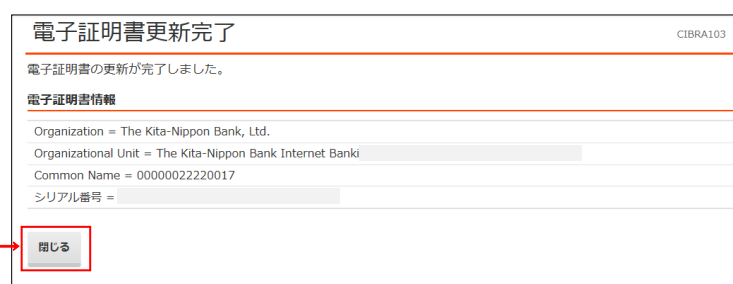 電子証明書更新完了
CIBRA103
電子証明書の更新が完了しました。
電子証明書情報
Organization = The Kita-Nippon Bank, Ltd.
Organizational Unit = The Kita-Nippon Bank Internet Banki
Common Name = 00000022220017
シリアル番号 =
閉じる